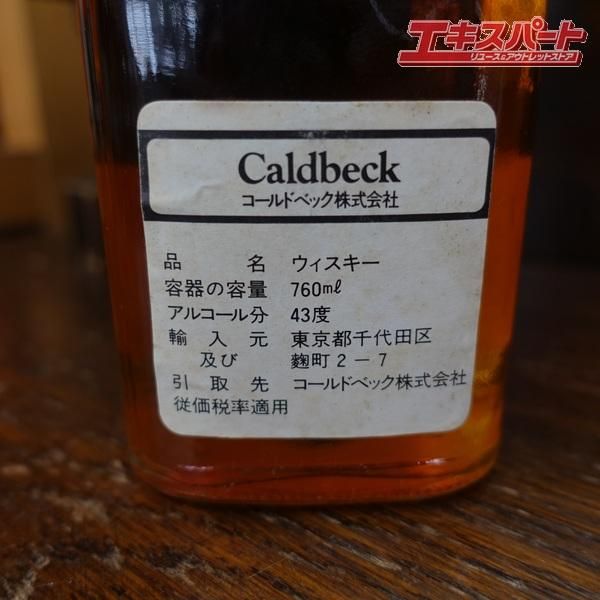 エキスパート
リユース&アウトレットストア
Caldbeck
コールドベック株式会社
品名 ウィスキー
容器の容量 760ml
アルコール分 43度
輸入元 東京都千代田区
及び 麴町2-7
引取先 コールドベック株式会社
従価税率適用